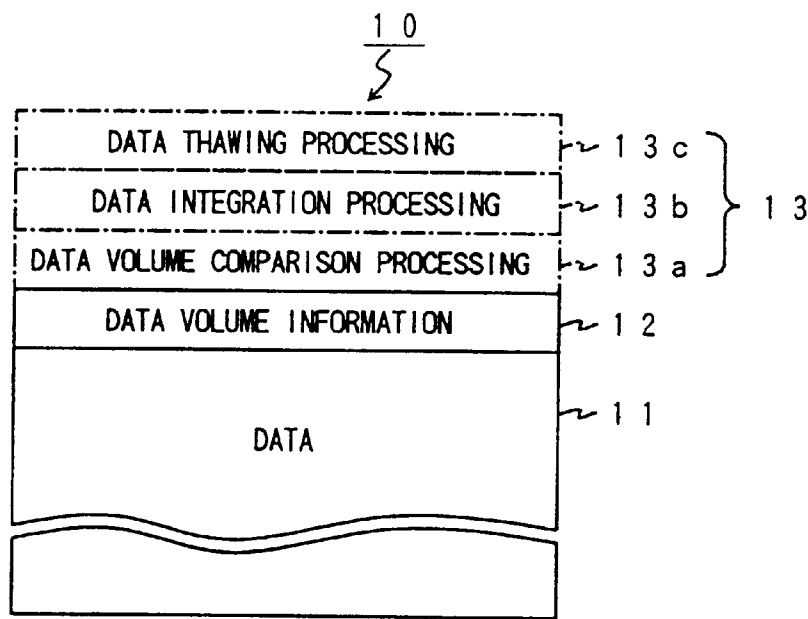 10
DATA THAWING PROCESSING 13c
DATA INTEGRATION PROCESSING 13b 13
DATA VOLUME COMPARISON PROCESSING 13a
DATA VOLUME INFORMATION 12
DATA 11